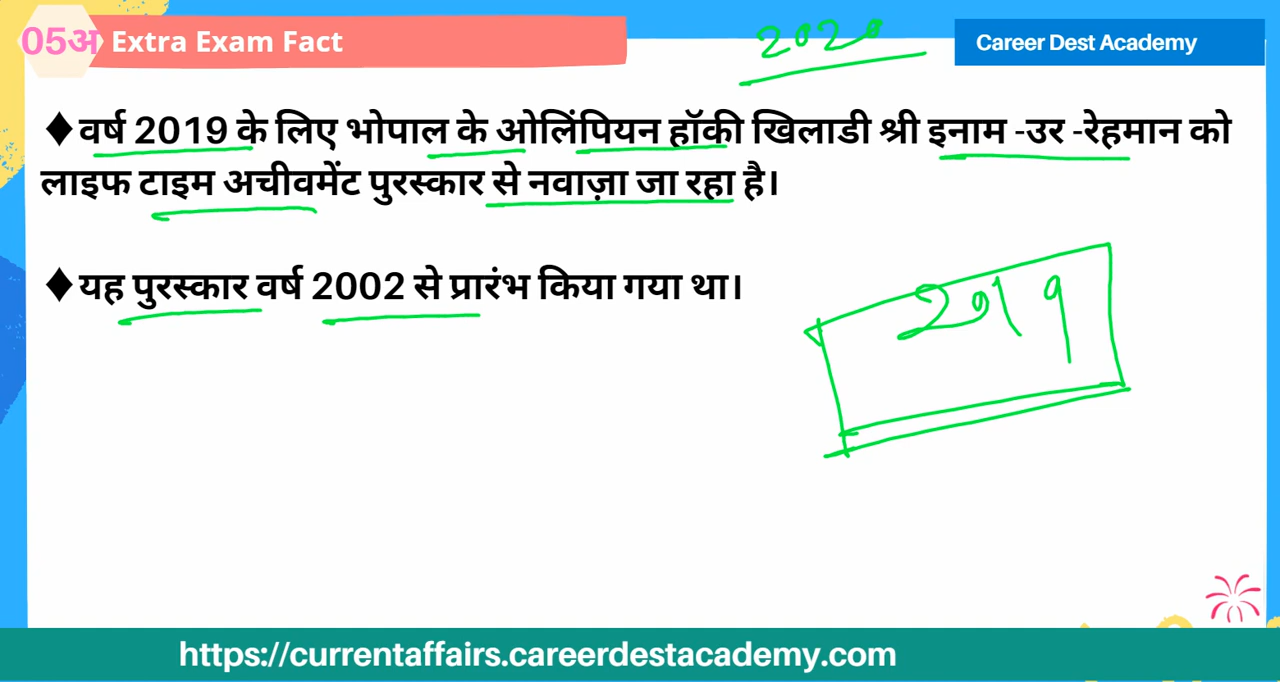 05अ Extra Exam Fact
2020
Career Dest Academy
♦वर्ष 2019 के लिए भोपाल के ओलिंपियन हॉकी खिलाडी श्री इनाम -उर -रेहमान को
लाइफ टाइम अचीवमेंट पुरस्कार से नवाज़ा जा रहा है।
♦यह पुरस्कार वर्ष 2002 से प्रारंभ किया गया था।
2019
https://currentaffairs.careerdestacademy.com